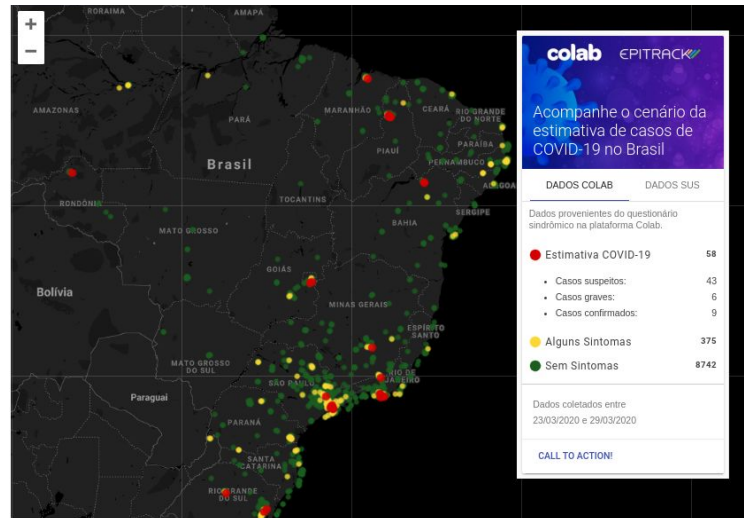 +
−
RORAIMA
AMAPÁ
AMAZONAS
PARÁ
MARANHÃO
CEARÁ
RIO GRANDE
DO NORTE
PARAÍBA
PIAUÍ
PERNAMBUCO
Brasil
RONDÔNIA
TOCANTINS
SERGIPE
MATO GROSSO
BAHIA
GOIÁS
Bolívia
MINAS GERAIS
ESPÍRITO
SANTO
MATO GROSSO
DO SUL
RIO DE
JANEIRO
SÃO PAULO
Paraguai
PARANÁ
SANTA
CATARINA
RIO GRANDE
DO SUL
colab EPITRACK
Acompanhe o cenário da
estimativa de casos de
COVID-19 no Brasil
DADOS COLAB DADOS SUS
Dados provenientes do questionário
sindrômico na plataforma Colab.
Estimativa COVID-19 58
• Casos suspeitos: 43
• Casos graves: 6
• Casos confirmados: 9
Alguns Sintomas 375
Sem Sintomas 8742
Dados coletados entre
23/03/2020 e 29/03/2020
CALL TO ACTION!